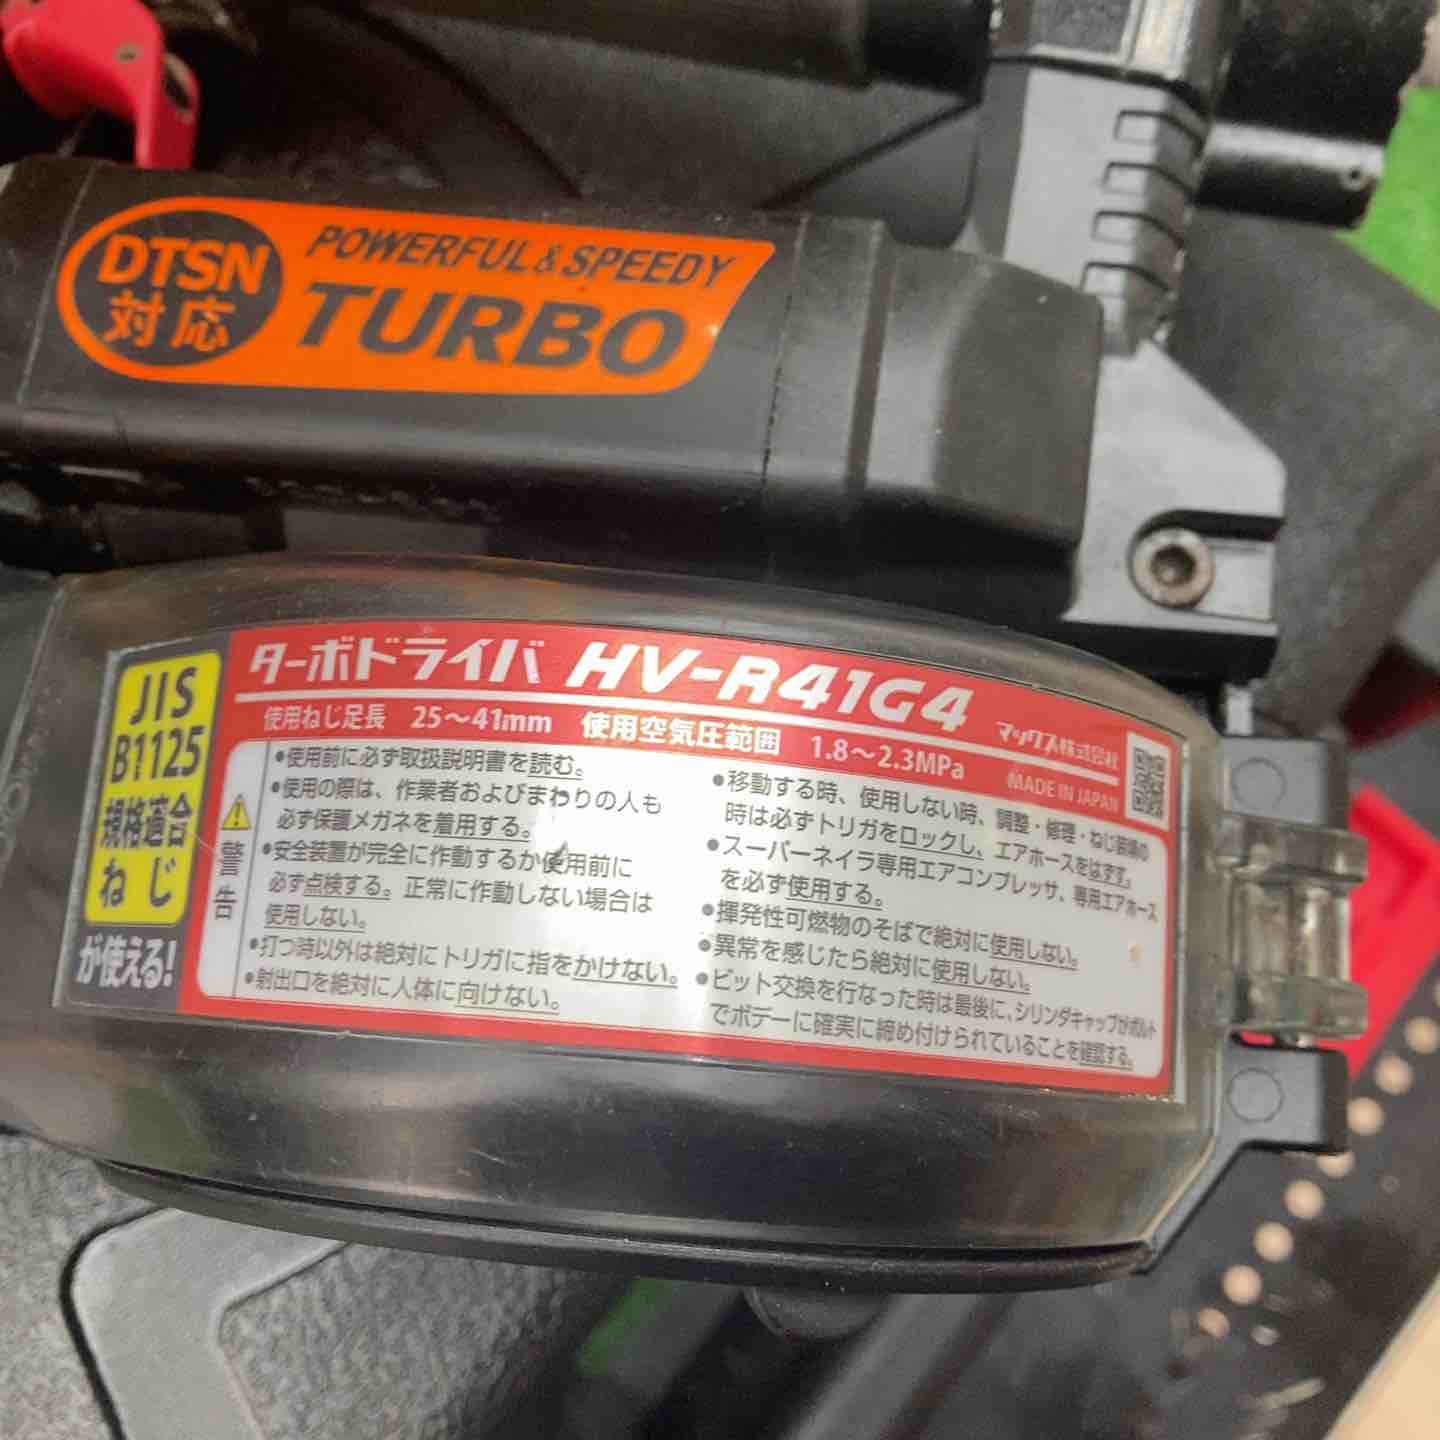 DTSN
対応
POWERFUL & SPEEDY
TURBO
JIS
B1125
規格適合
ねじ
が使える!
ターボドライバ HV-R41G4
マックス株式会社
使用ねじ足長 25～41mm 使用空気圧範囲 1.8～2.3MPa
MADE IN JAPAN
警告
•使用前に必ず取扱説明書を読む。
•使用の際は、作業者およびまわりの人も
必ず保護メガネを着用する。
•安全装置が完全に作動するか使用前に
必ず点検する。正常に作動しない場合は
使用しない。
•打つ時以外は絶対にトリガに指をかけない。
•射出口を絶対に人体に向けない。
•移動する時、使用しない時、調整・修理・ねじ装填の
時は必ずトリガをロックし、エアホースをはずす。
•スーパーネイラ専用エアコンプレッサ、専用エアホース
を必ず使用する。
•揮発性可燃物のそばで絶対に使用しない。
•異常を感じたら絶対に使用しない。
•ビット交換を行なった時は最後に、シリンダキャップがボルト
でボデーに確実に締め付けられていることを確認する。